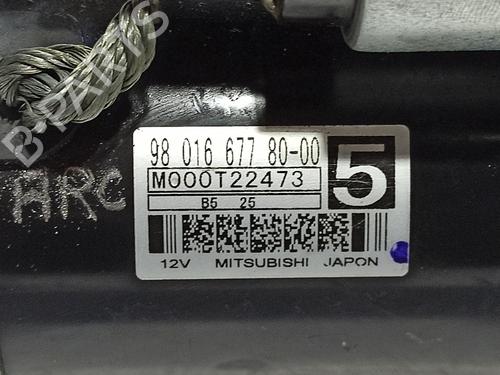 B-PARTS
HRC
98 016 677 80-00
M000T22473
5
B5 25
12V MITSUBISHI JAPON